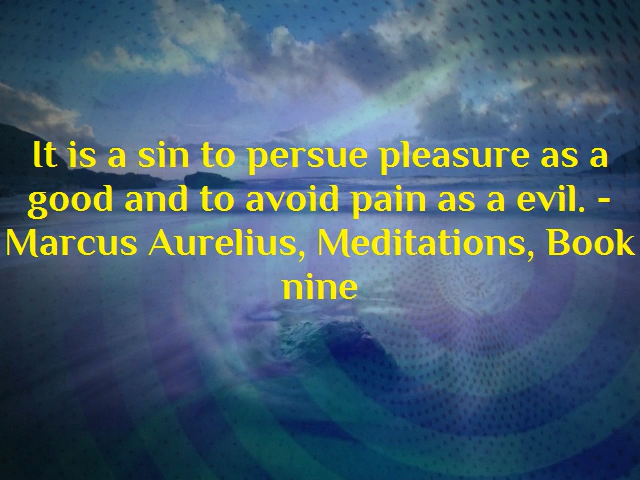 It is a sin to persue pleasure as a
good and to avoid pain as a evil. -
Marcus Aurelius, Meditations, Book
nine